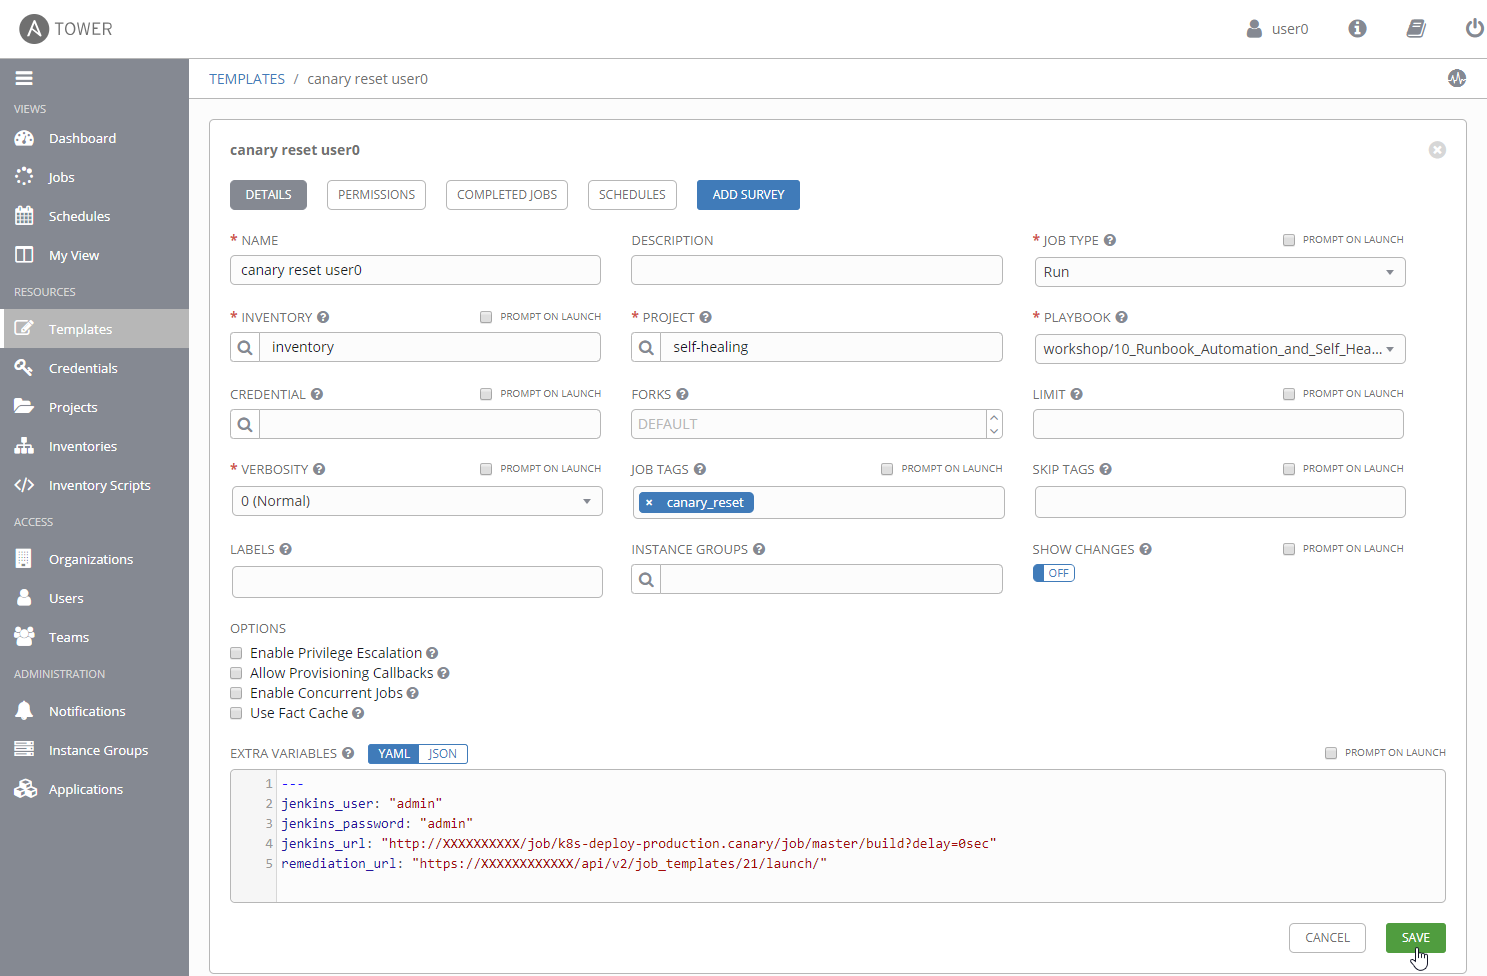 TOWER
user0
TEMPLATES / canary reset user0
VIEWS
Dashboard
Jobs
Schedules
My View
RESOURCES
Templates
Credentials
Projects
Inventories
Inventory Scripts
ACCESS
Organizations
Users
Teams
ADMINISTRATION
Notifications
Instance Groups
Applications
canary reset user0
DETAILS PERMISSIONS COMPLETED JOBS SCHEDULES ADD SURVEY
* NAME DESCRIPTION * JOB TYPE PROMPT ON LAUNCH
canary reset user0 Run
* INVENTORY PROMPT ON LAUNCH * PROJECT * PLAYBOOK
inventory self-healing workshop/10_Runbook_Automation_and_Self_Hea...
CREDENTIAL PROMPT ON LAUNCH FORKS LIMIT PROMPT ON LAUNCH
DEFAULT
* VERBOSITY PROMPT ON LAUNCH JOB TAGS PROMPT ON LAUNCH SKIP TAGS PROMPT ON LAUNCH
0 (Normal) × canary_reset
LABELS INSTANCE GROUPS SHOW CHANGES PROMPT ON LAUNCH
OFF
OPTIONS
Enable Privilege Escalation
Allow Provisioning Callbacks
Enable Concurrent Jobs
Use Fact Cache
EXTRA VARIABLES YAML JSON PROMPT ON LAUNCH
1 ---
2 jenkins_user: "admin"
3 jenkins_password: "admin"
4 jenkins_url: "http://XXXXXXXXXX/job/k8s-deploy-production.canary/job/master/build?delay=0sec"
5 remediation_url: "https://XXXXXXXXXXXX/api/v2/job_templates/21/launch/"
CANCEL SAVE